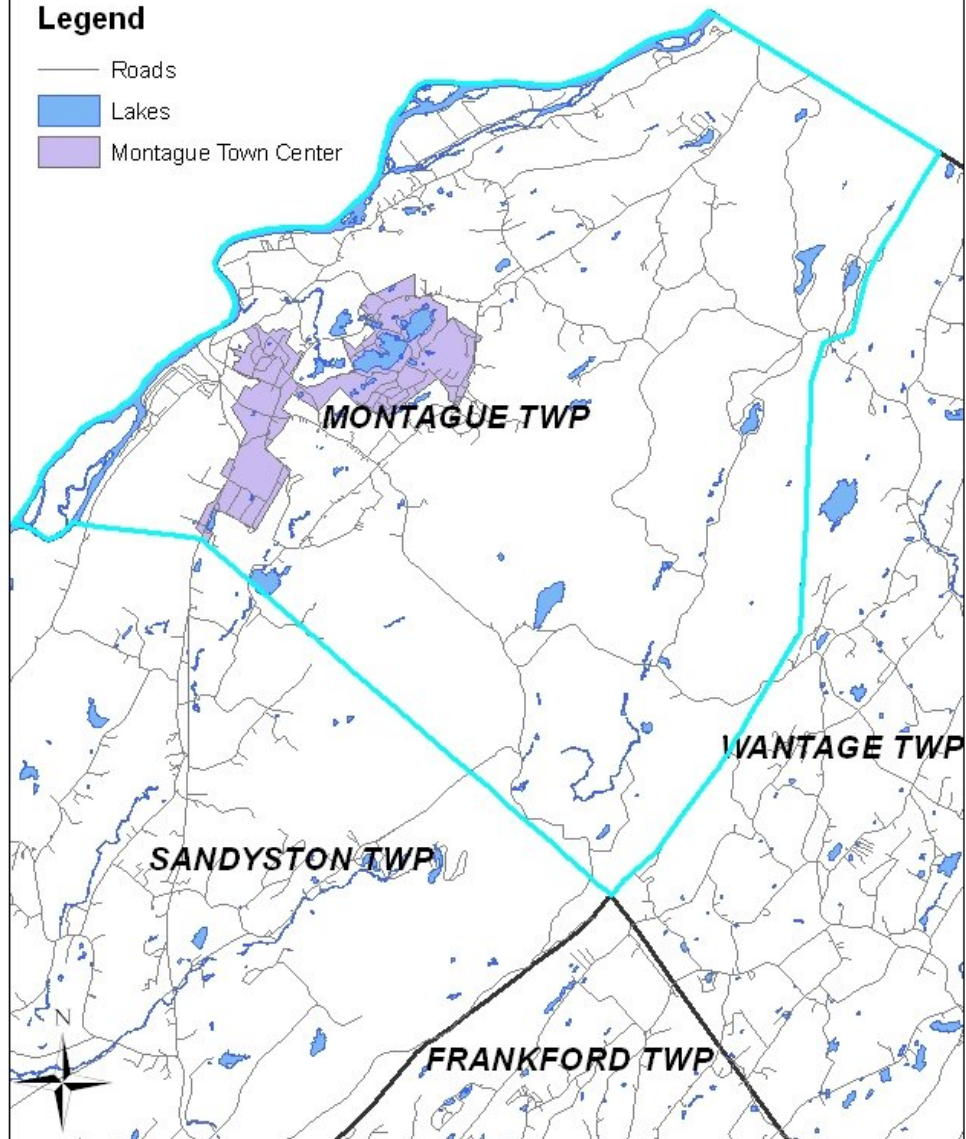 Legend
Roads
Lakes
Montague Town Center
MONTAGUE TWP
WANTAGE TWP
SANDYSTON TWP
FRANKFORD TWP
N